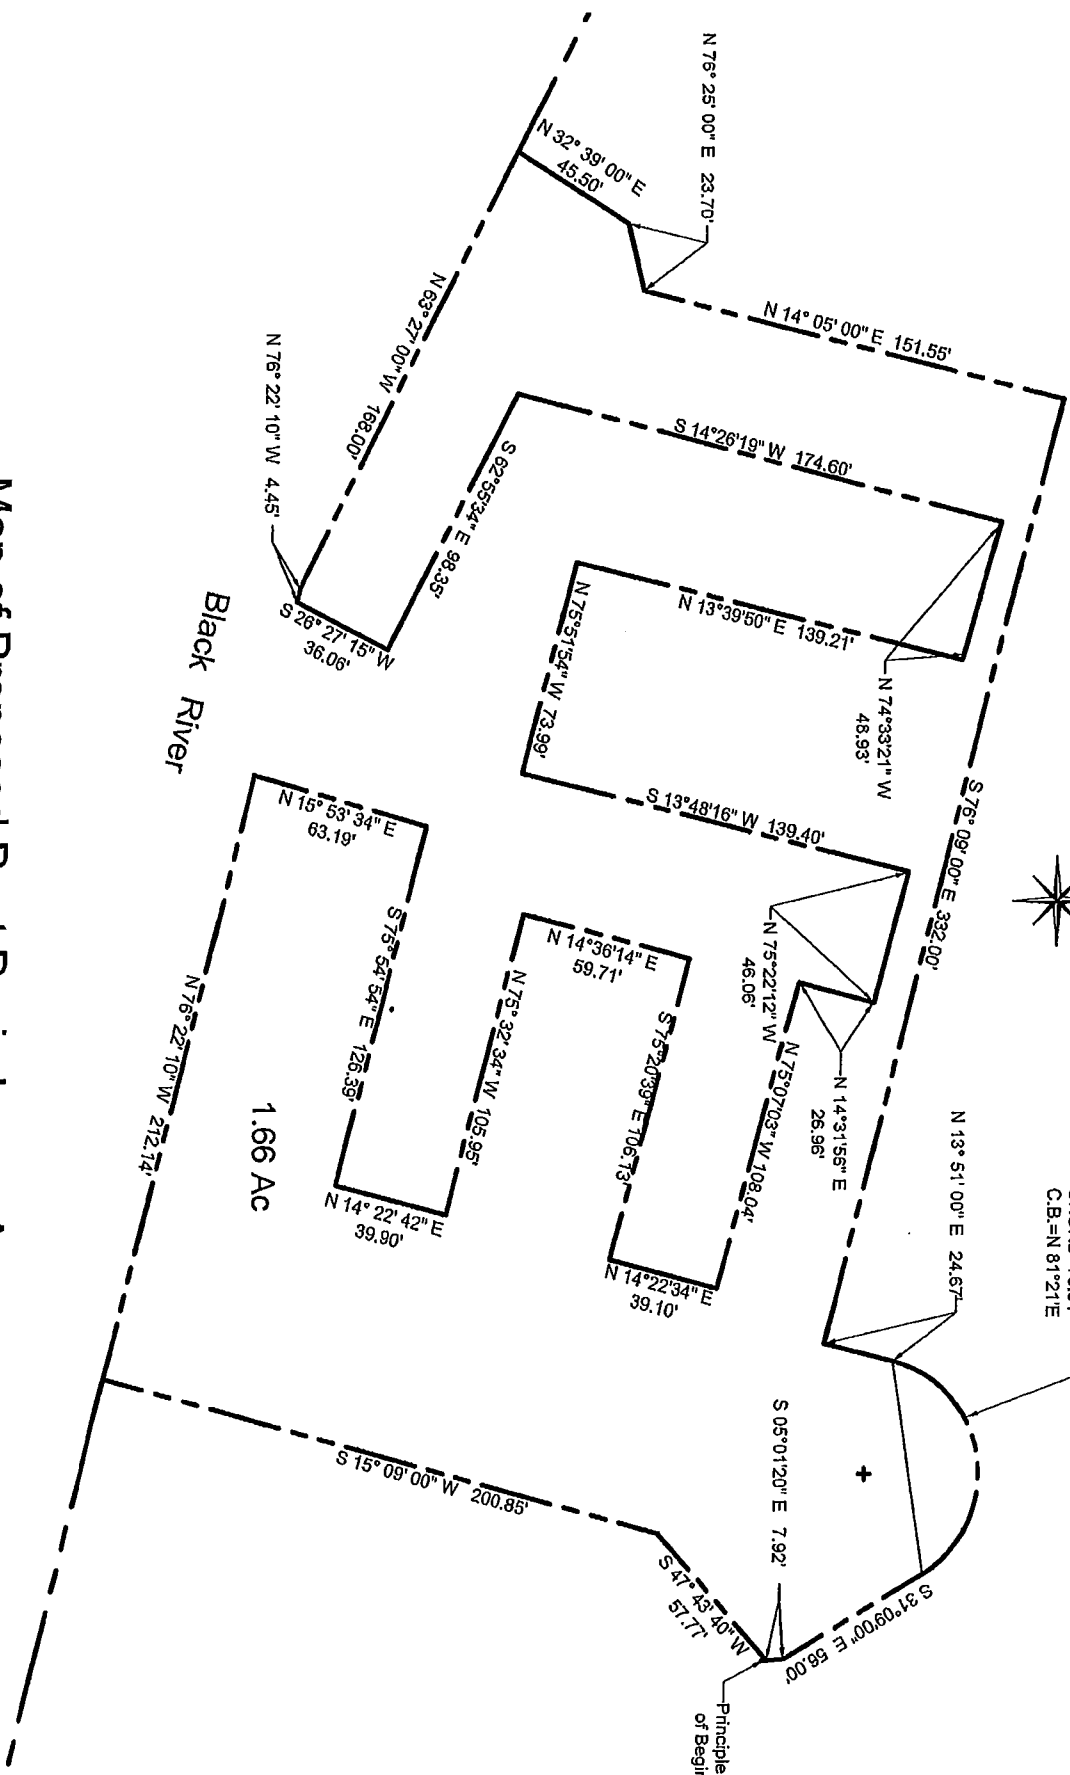 N 76° 25' 00" E 23.70'
N 32° 39' 00" E
45.50'
N 14° 05' 00" E 151.55'
N 63° 27' 00" W 168.00'
N 76° 22' 10" W 4.45'
S 26° 27' 15" W
36.06'
S 62°55'34" E 98.35'
S 14°26'19" W 174.60'
N 74°33'21" W
48.93'
N 13°39'50" E 139.21'
N 75°51'54" W 73.99'
S 13°48'16" W 139.40'
N 75°22'12" W
46.06'
N 14°31'56" E
26.96'
S 76° 09' 00" E 332.00'
N 75°07'03" W 108.04'
N 14°22'34" E
39.10'
S 75°20'39" E 106.13'
N 14°36'14" E
59.71'
N 75° 32' 34" W 105.95'
N 14° 22' 42" E
39.90'
S 75° 54' 54" E 126.39'
N 15° 53' 34" E
63.19'
N 76° 22' 10" W 212.14'
Black River
1.66 Ac
N 13° 51' 00" E 24.67'
C.B.=N 81°21'E
S 31°09'00" E 56.00'
S 05°01'20" E 7.92'
S 47° 43' 40" W
57.77'
S 15° 09' 00" W 200.85'
Principle
of